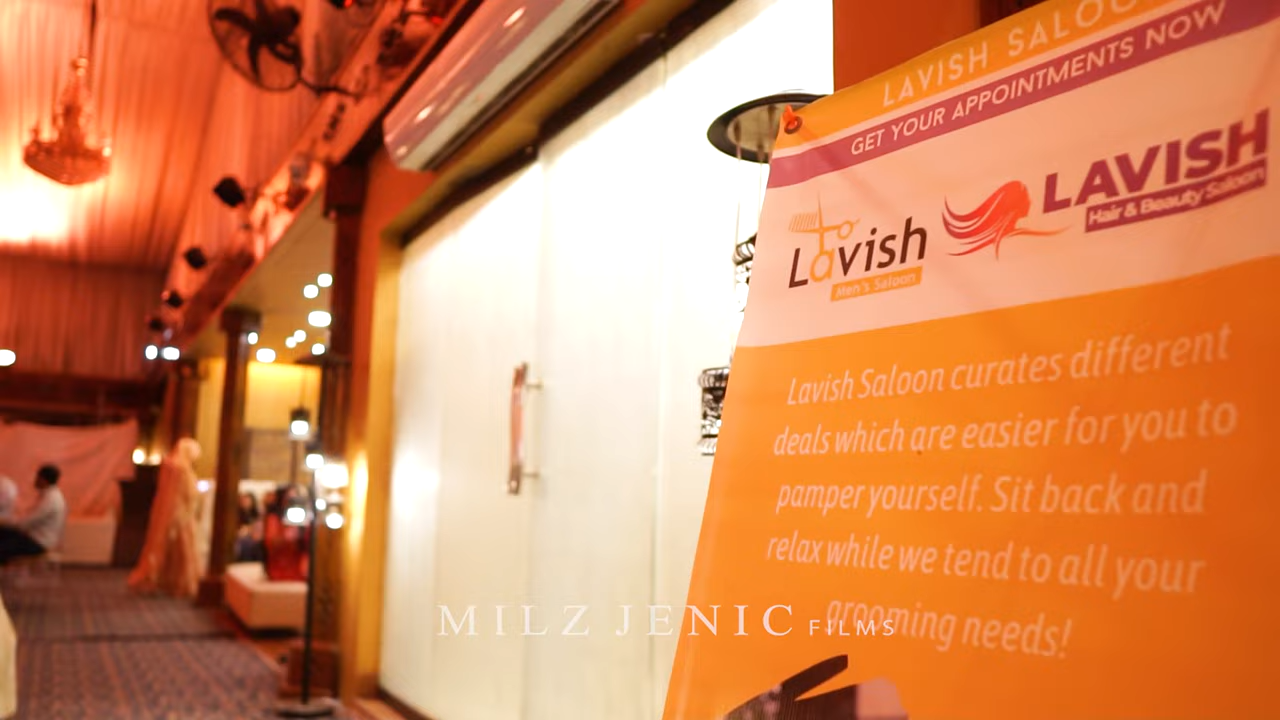 LAVISH SALOO
GET YOUR APPOINTMENTS NOW
Lavish
Men's Saloon
LAVISH
Hair & Beauty Saloon
Lavish Saloon curates different
deals which are easier for you to
pamper yourself. Sit back and
relax while we tend to all your
grooming needs!
MILZ JENIC FILMS